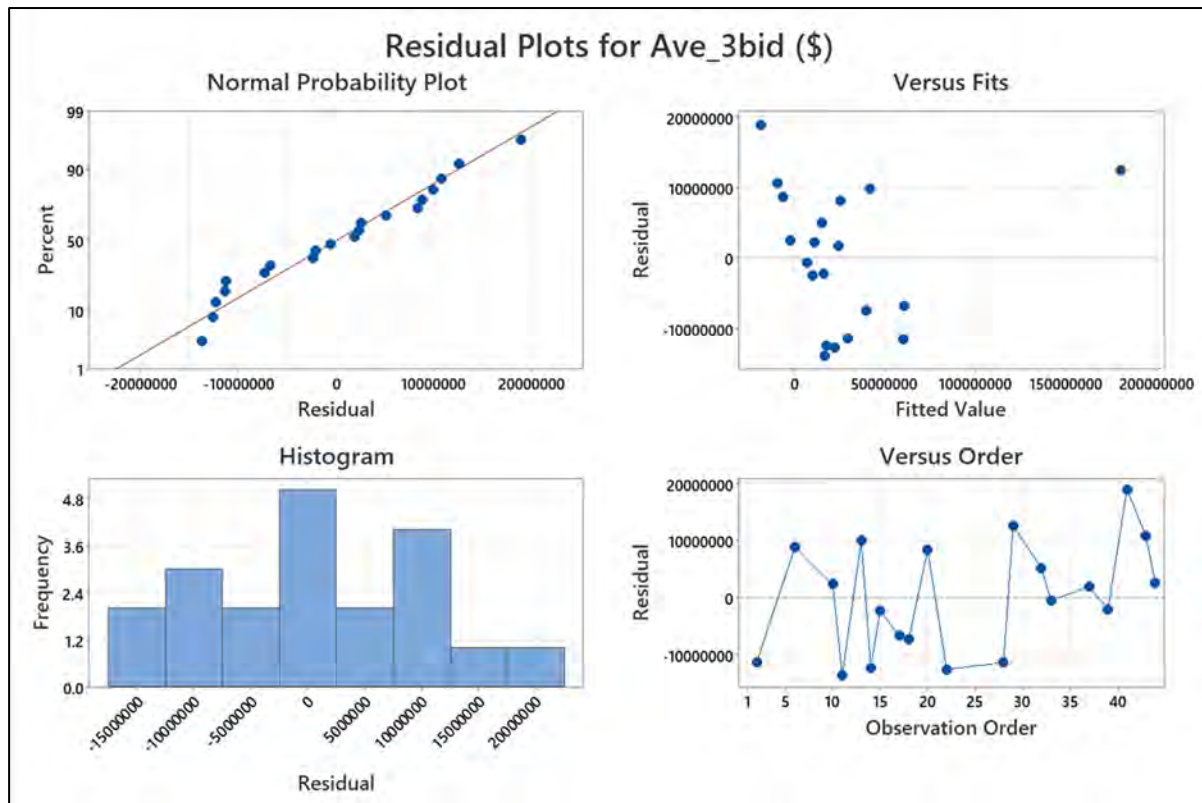 Residual Plots for Ave_3bid ($)
Normal Probability Plot
99
90
50
10
1
Percent
-20000000 -10000000 0 10000000 20000000
Residual
Versus Fits
20000000
10000000
0
-10000000
Residual
0 50000000 100000000 150000000 200000000
Fitted Value
Histogram
4.8
3.6
2.4
1.2
0.0
Frequency
-15000000 -10000000 -5000000 0 5000000 10000000 15000000 20000000
Residual
Versus Order
20000000
10000000
0
-10000000
Residual
1 5 10 15 20 25 30 35 40
Observation Order